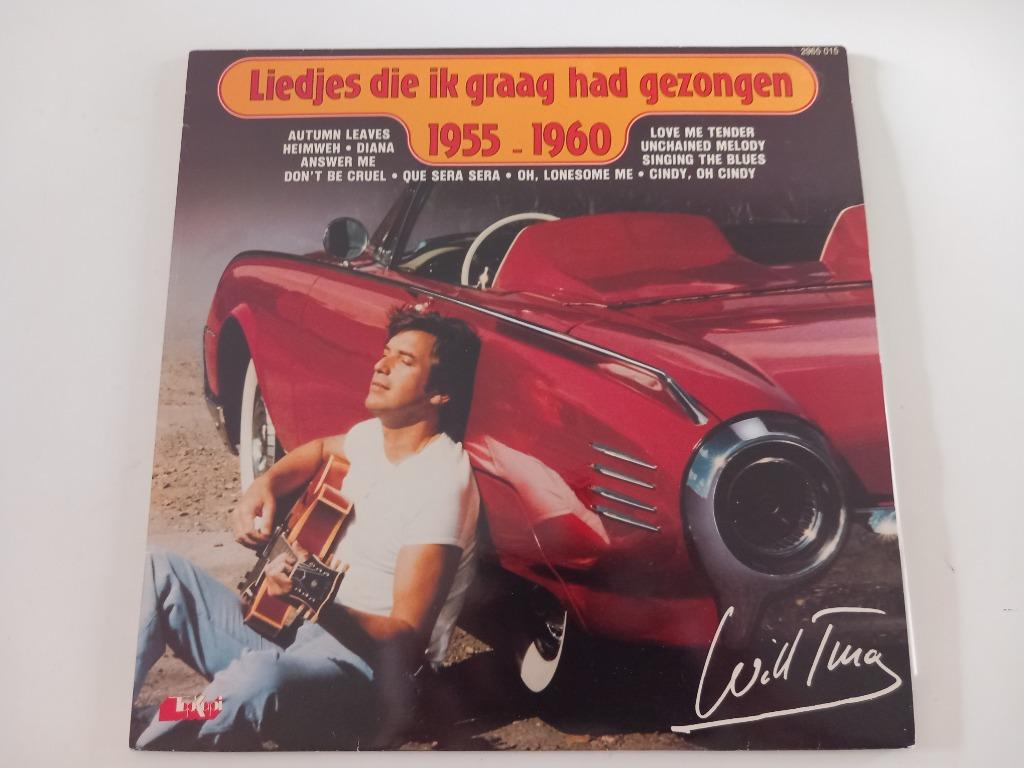 2965 015
Liedjes die ik graag had gezongen
1955 - 1960
AUTUMN LEAVES
HEIMWEH • DIANA
ANSWER ME
LOVE ME TENDER
UNCHAINED MELODY
SINGING THE BLUES
DON'T BE CRUEL • QUE SERA SERA • OH, LONESOME ME • CINDY, OH CINDY
Will Tura
TopKapi